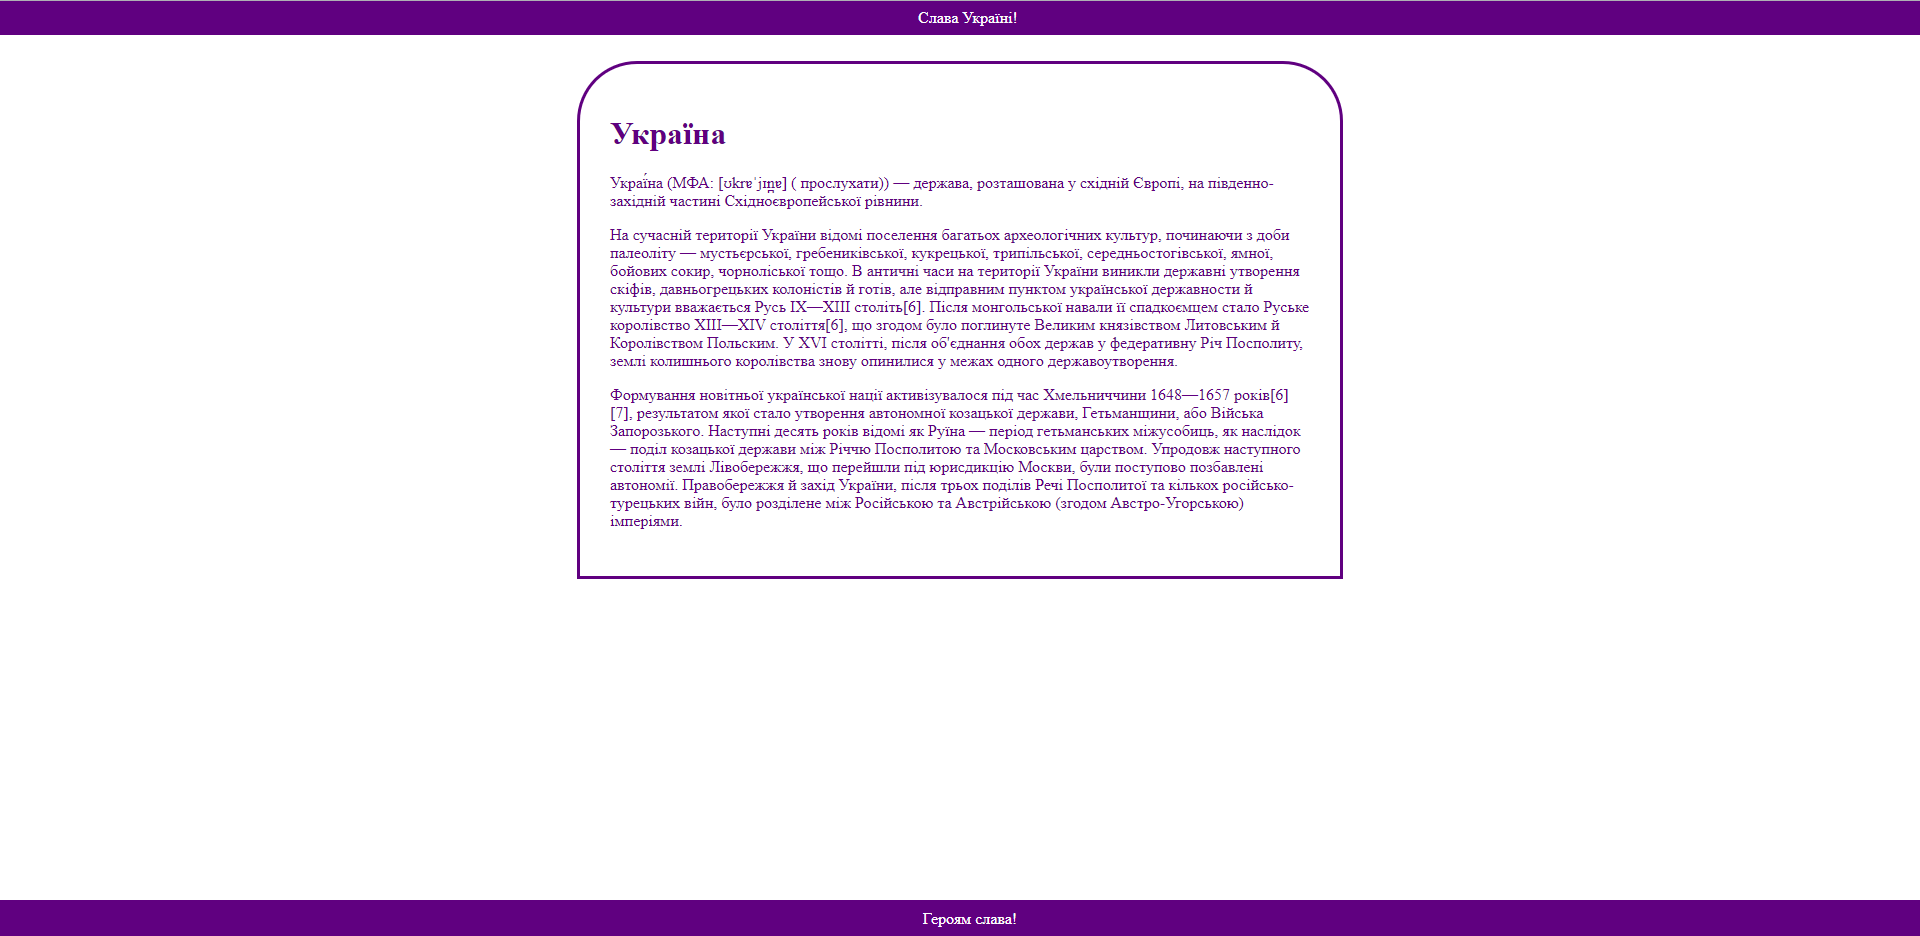 Слава Україні!
Україна
Украї́на (МФА: [ʊkrɐˈjɪn̪ɐ] ( прослухати)) — держава, розташована у східній Європі, на південно-
західній частині Східноєвропейської рівнини.
На сучасній території України відомі поселення багатьох археологічних культур, починаючи з доби
палеоліту — мустьєрської, гребениківської, кукрецької, трипільської, середньостогівської, ямної,
бойових сокир, чорноліської тощо. В античні часи на території України виникли державні утворення
скіфів, давньогрецьких колоністів й готів, але відправним пунктом української державности й
культури вважається Русь IX—XIII століть[6]. Після монгольської навали її спадкоємцем стало Руське
королівство XIII—XIV століття[6], що згодом було поглинуте Великим князівством Литовським й
Королівством Польским. У XVI столітті, після об'єднання обох держав у федеративну Річ Посполиту,
землі колишнього королівства знову опинилися у межах одного державоутворення.
Формування новітньої української нації активізувалося під час Хмельниччини 1648—1657 років[6]
[7], результатом якої стало утворення автономної козацької держави, Гетьманщини, або Війська
Запорозького. Наступні десять років відомі як Руїна — період гетьманських міжусобиць, як наслідок
— поділ козацької держави між Річчю Посполитою та Московським царством. Упродовж наступного
століття землі Лівобережжя, що перейшли під юрисдикцію Москви, були поступово позбавлені
автономії. Правобережжя й захід України, після трьох поділів Речі Посполитої та кількох російсько-
турецьких війн, було розділене між Російською та Австрійською (згодом Австро-Угорською)
імперіями.
Героям слава!